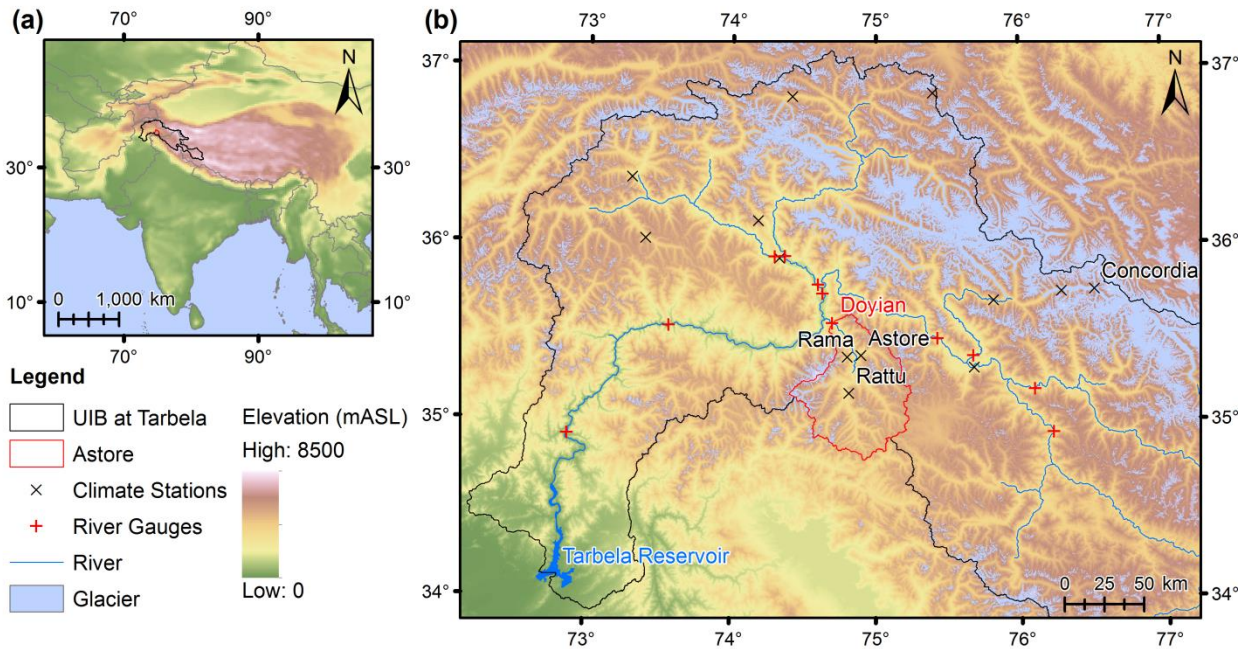 (a)
70°
90°
N
30°
30°
10°
10°
0
1,000 km
70°
90°
Legend
UIB at Tarbela
Astore
Climate Stations
River Gauges
River
Glacier
Elevation (mASL)
High: 8500
Low: 0
(b)
73°
74°
75°
76°
77°
N
37°
37°
36°
36°
35°
35°
34°
34°
Concordia
Doyian
Rama
Astore
Rattu
Tarbela Reservoir
0 25 50 km
73°
74°
75°
76°
77°